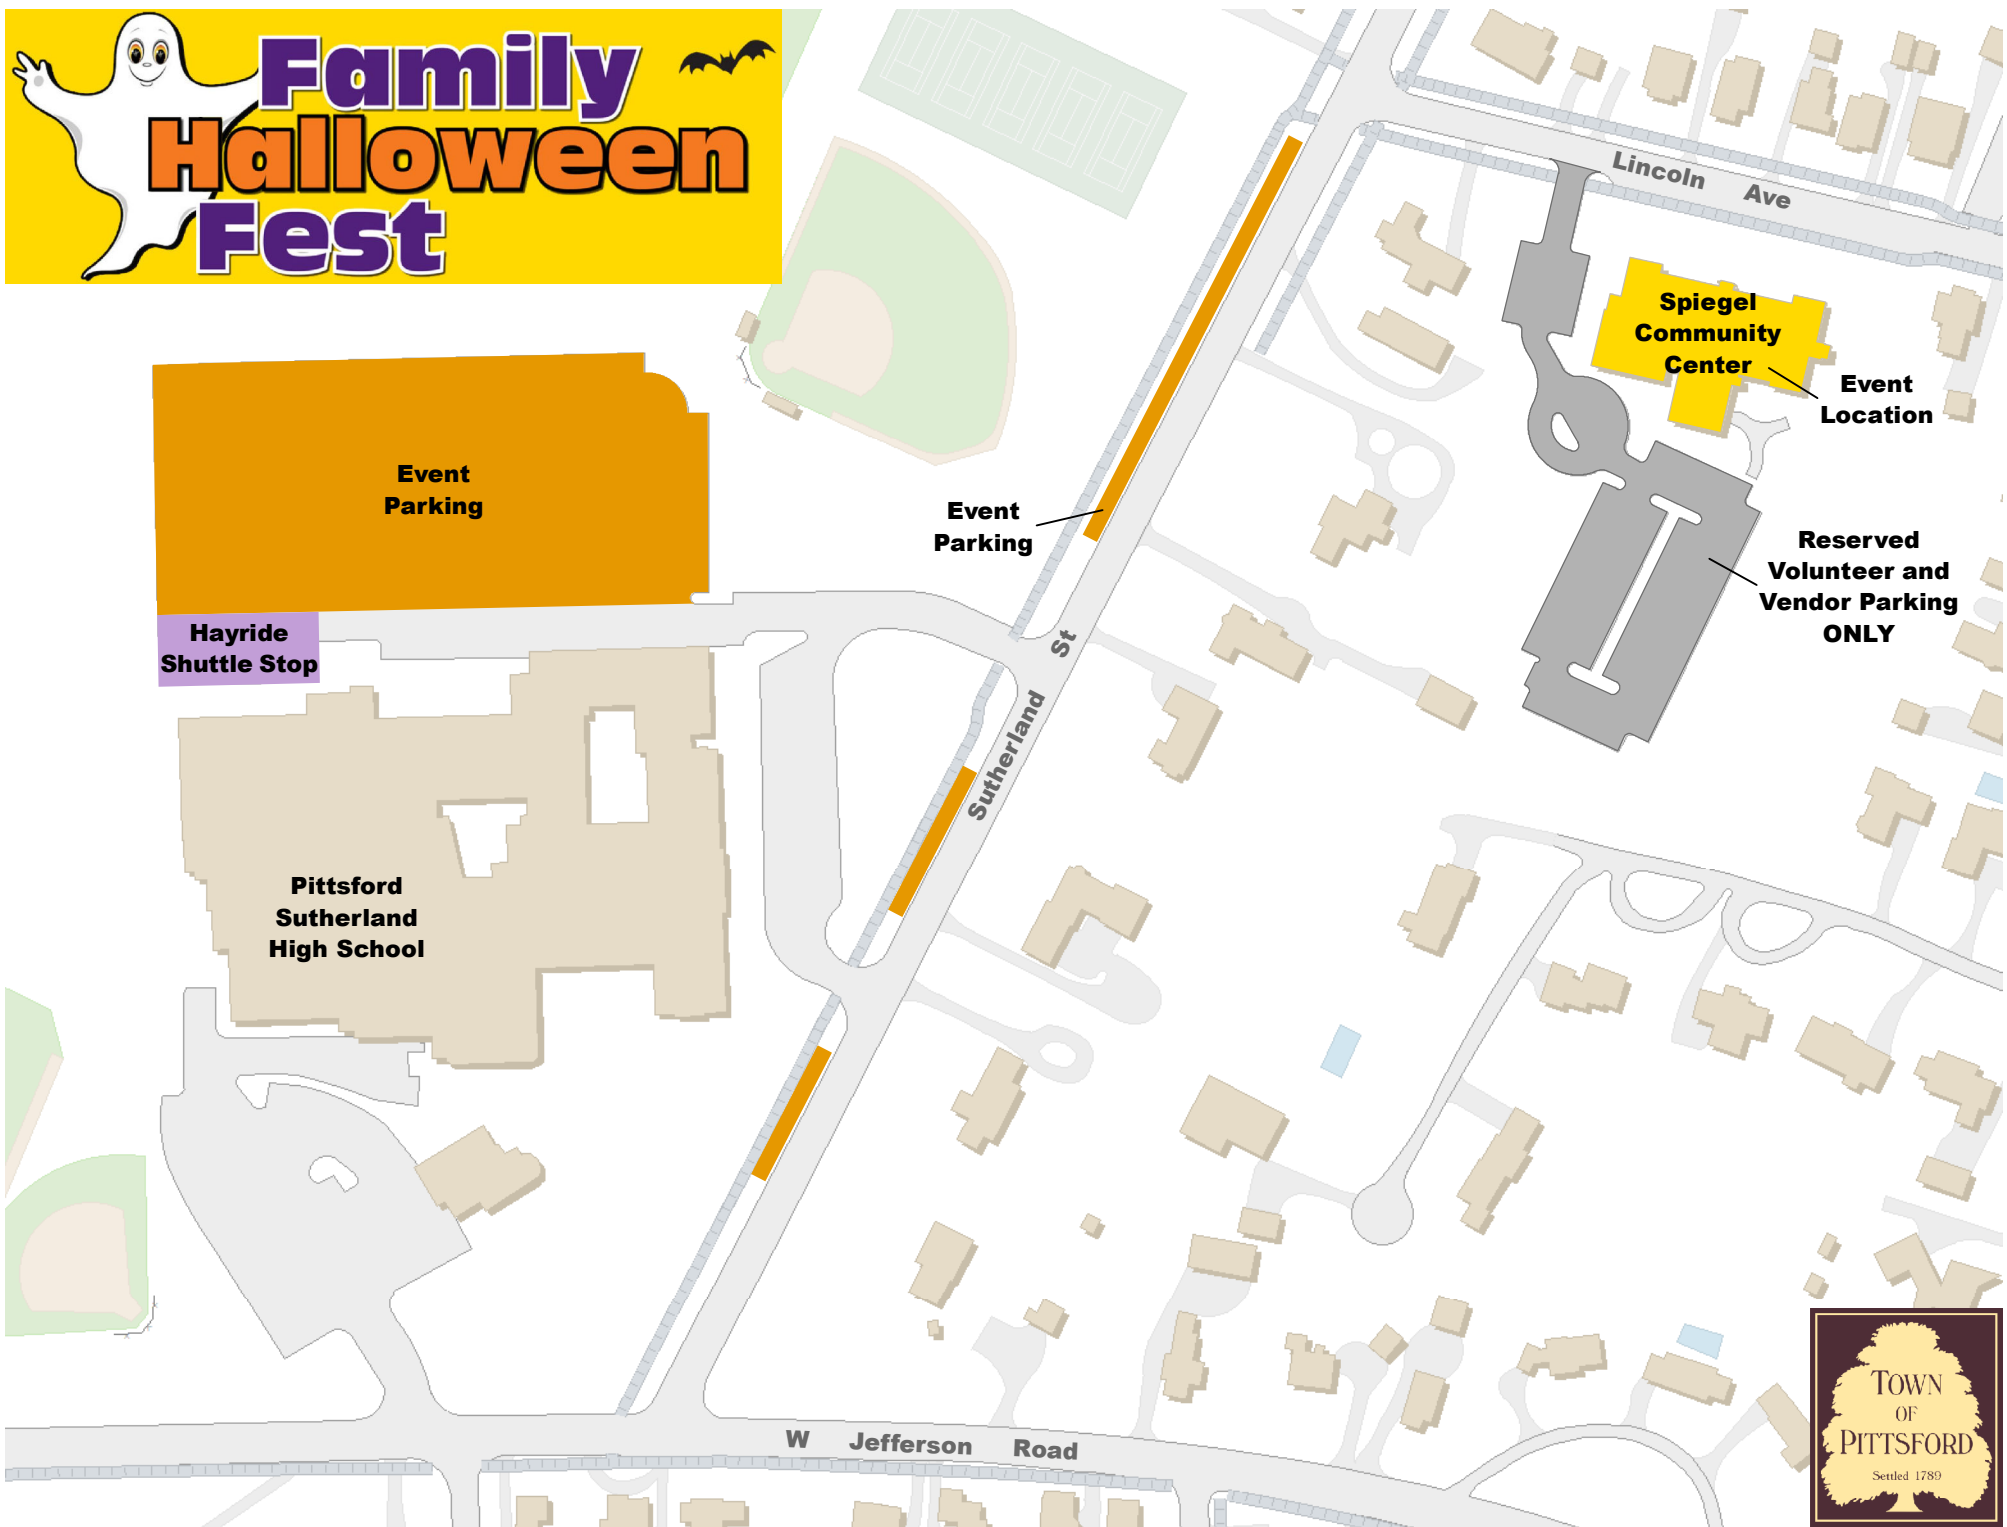 Family
Halloween
Fest
Lincoln Ave
Spiegel
Community
Center
Event
Location
Event
Parking
Event
Parking
Reserved
Volunteer and
Vendor Parking
ONLY
Hayride
Shuttle Stop
Sutherland St
Pittsford
Sutherland
High School
W Jefferson Road
TOWN
OF
PITTSFORD
Settled 1789